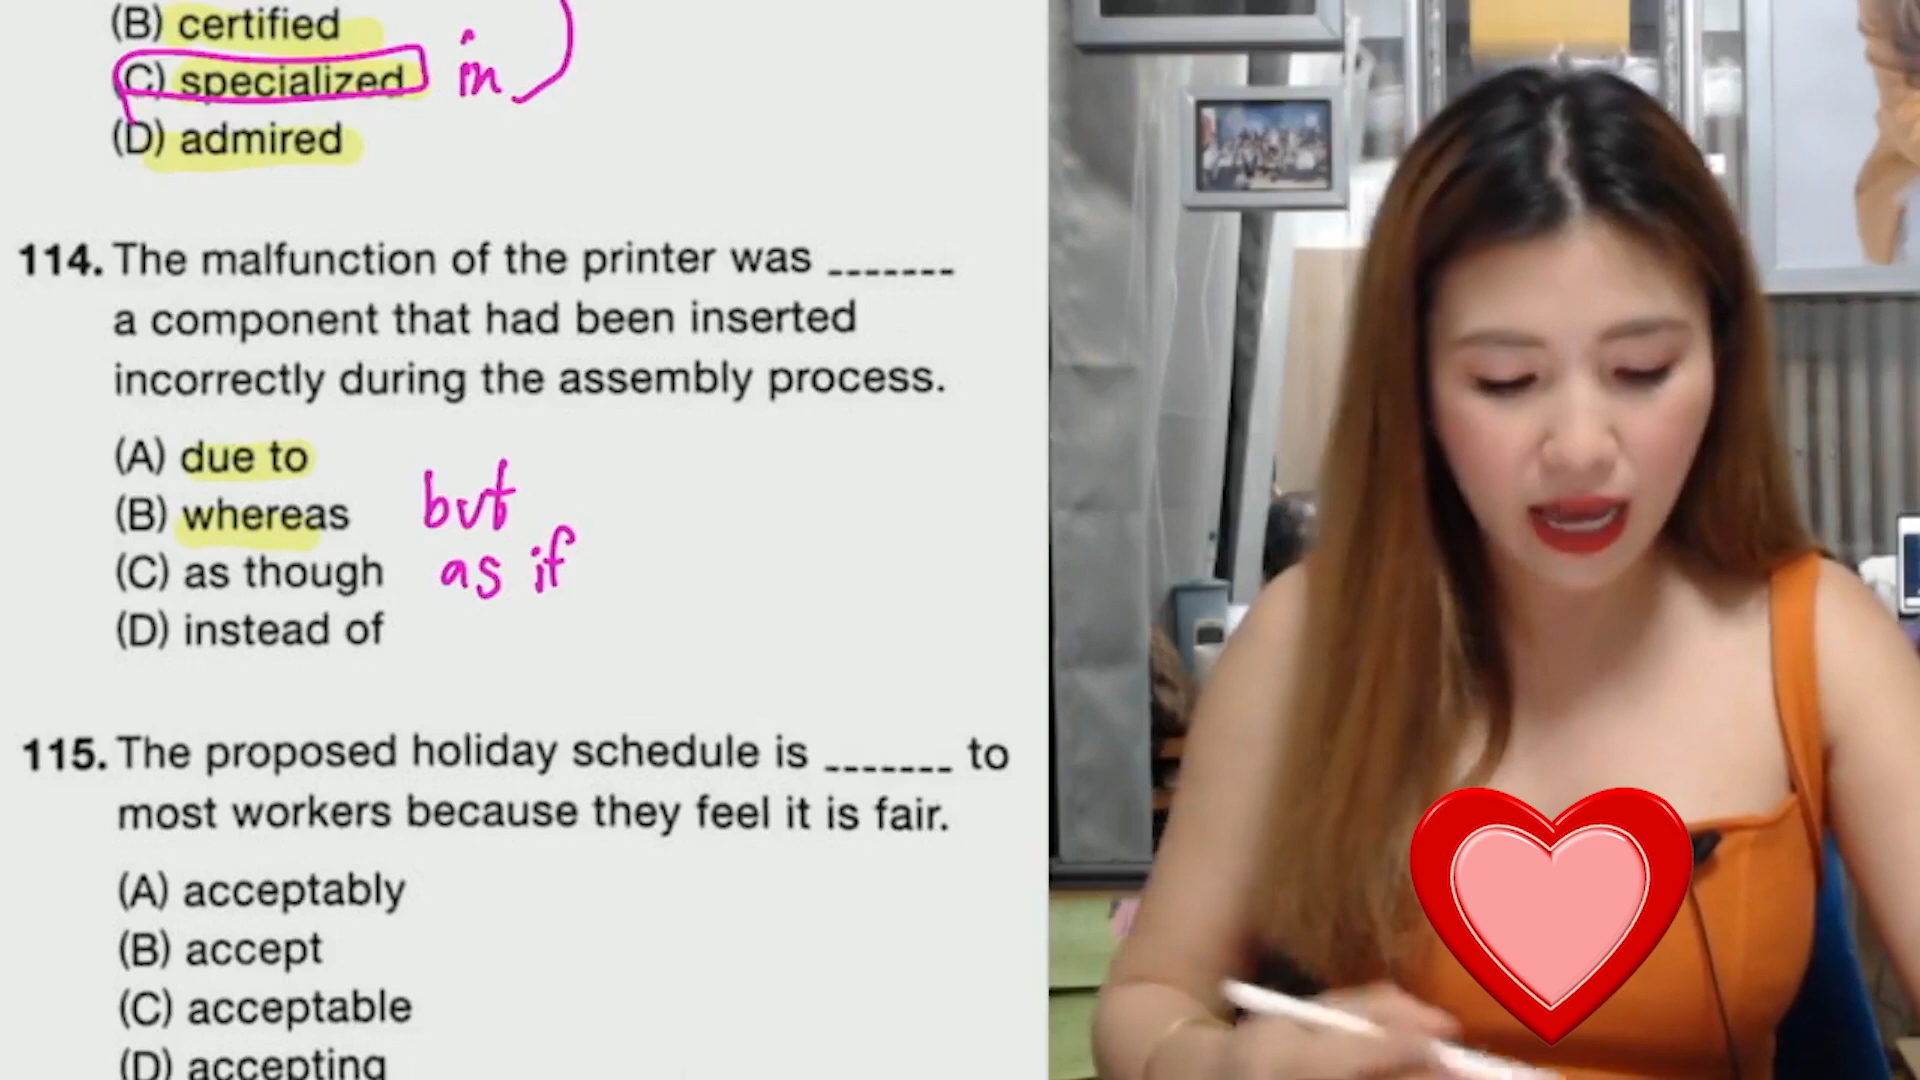 (B) certified
(C) specialized in
(D) admired
114. The malfunction of the printer was _______
a component that had been inserted
incorrectly during the assembly process.
(A) due to
(B) whereas but
(C) as though as if
(D) instead of
115. The proposed holiday schedule is _______ to
most workers because they feel it is fair.
(A) acceptably
(B) accept
(C) acceptable
(D) accepting